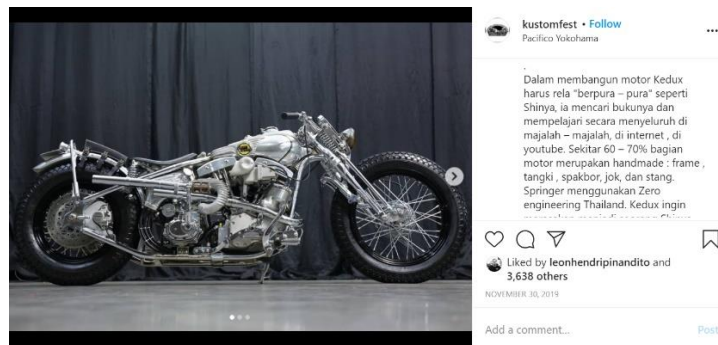 kustomfest • Follow
Pacifico Yokohama
.
Dalam membangun motor Kedux
harus rela "berpura – pura" seperti
Shinya, ia mencari bukunya dan
mempelajari secara menyeluruh di
majalah – majalah, di internet , di
youtube. Sekitar 60 – 70% bagian
motor merupakan handmade : frame ,
tangki , spakbor, jok, dan stang.
Springer menggunakan Zero
engineering Thailand. Kedux ingin
Liked by leonhendripinandito and
3,638 others
NOVEMBER 30, 2019
Add a comment...
Post